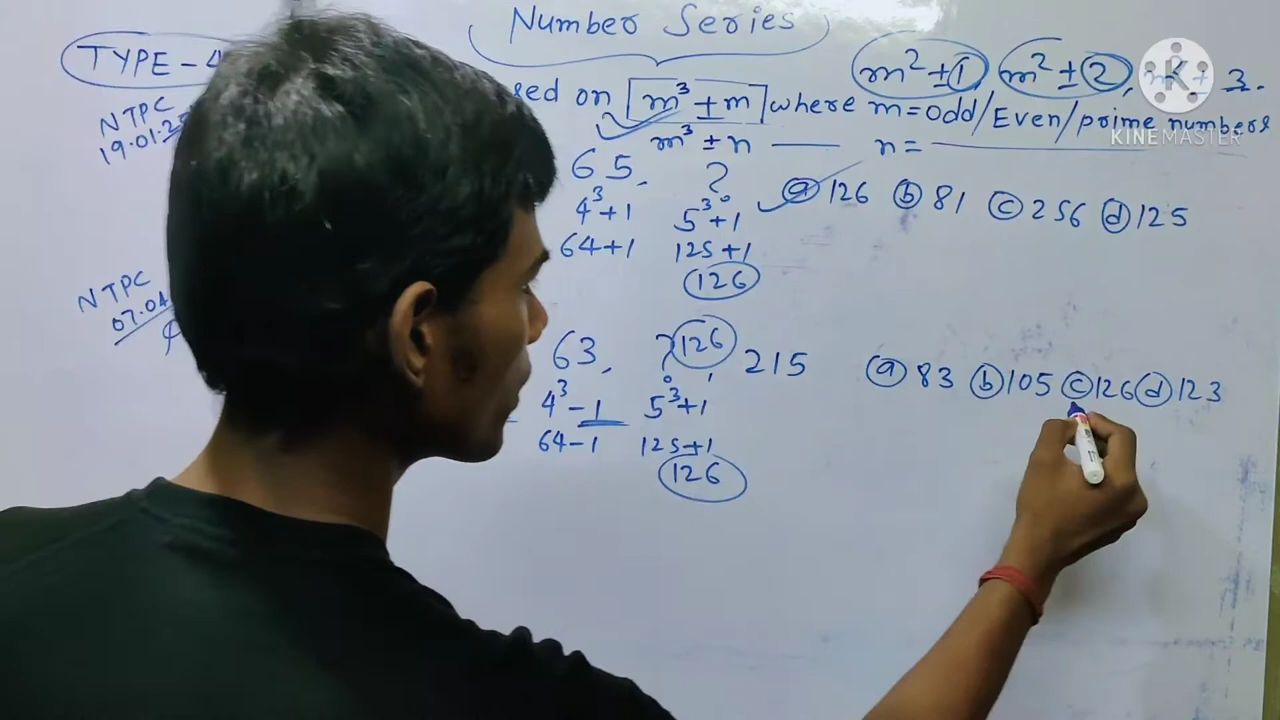 Number Series
TYPE-4
m² ± 1 m² ± 2, ± 3.
NTPC
19.01.
sed on m³ ± m where m=odd/Even/prime numbers
KINEMASTER
m³ ± n n =
65, ?
4³+1 5³+1
64+1 125+1
126
a 126 b 81 c 256 d 125
NTPC
07.04
63, ? 126 215
4³-1 5³+1
64-1 125+1
126
a 83 b 105 c 126 d 123